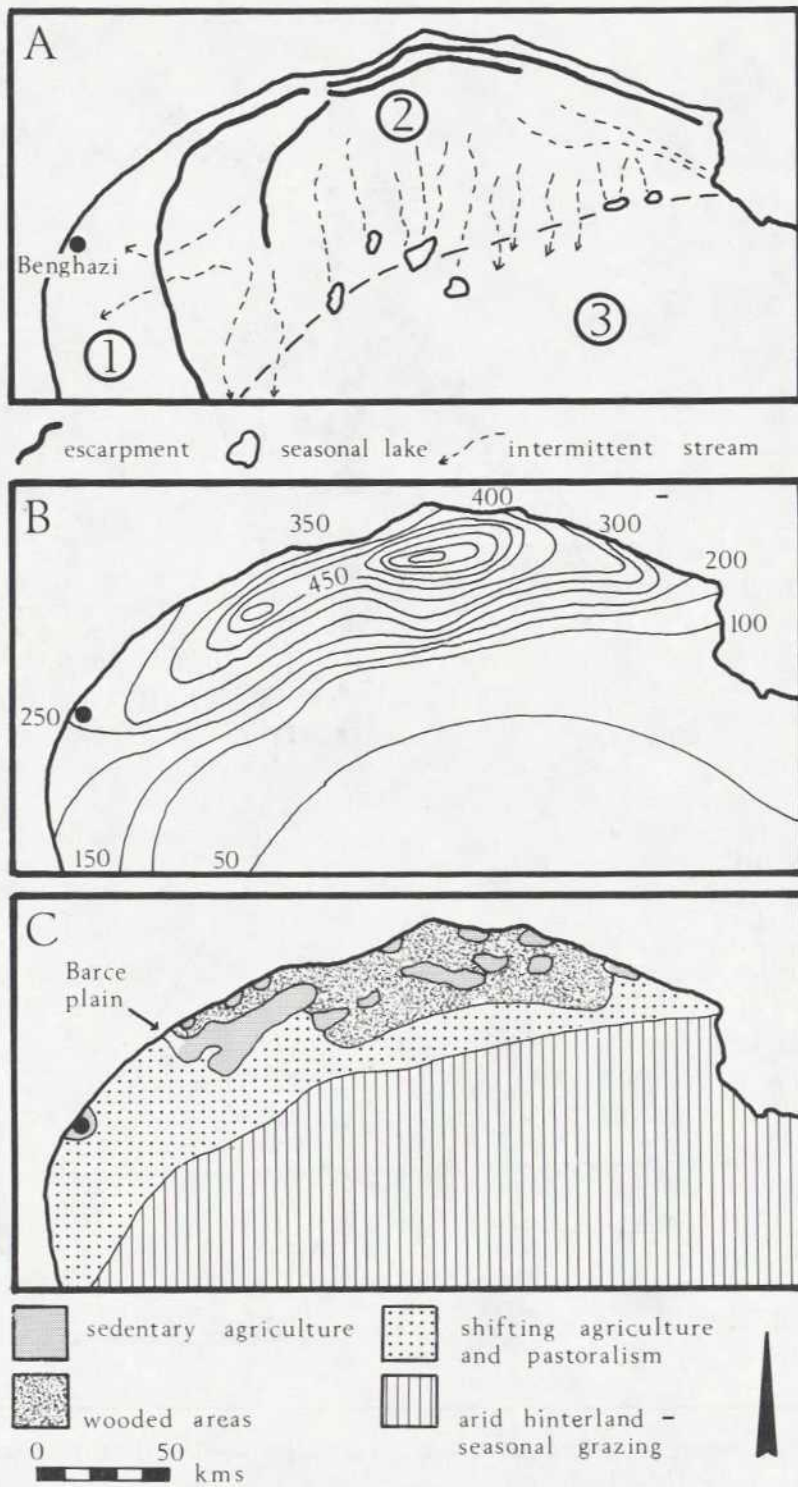 A
2
Benghazi
3
1
escarpment seasonal lake intermittent stream
B
400
350
300
450
200
100
250
150 50
C
Barce
plain
sedentary agriculture
shifting agriculture
and pastoralism
wooded areas
arid hinterland –
seasonal grazing
0 50
kms